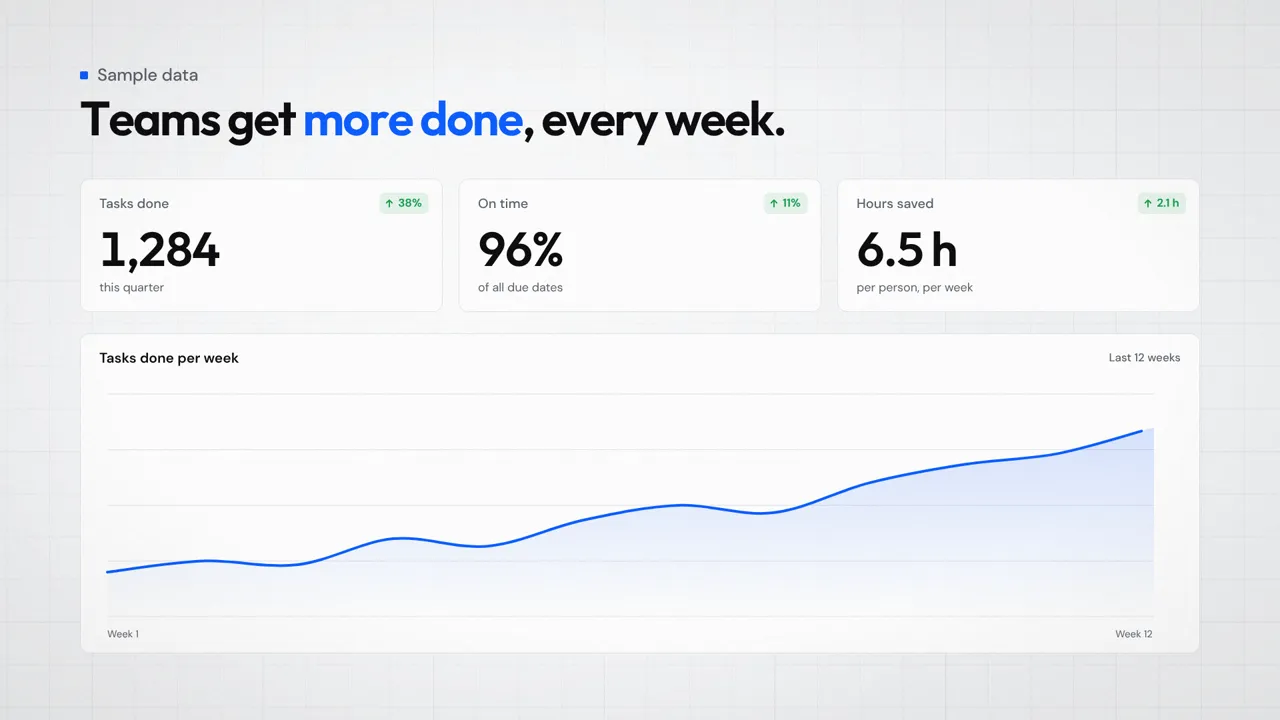 Sample data
Teams get more done, every week.
Tasks done
↑ 38%
1,284
this quarter
On time
↑ 11%
96%
of all due dates
Hours saved
↑ 2.1 h
6.5 h
per person, per week
Tasks done per week
Last 12 weeks
Week 1
Week 12